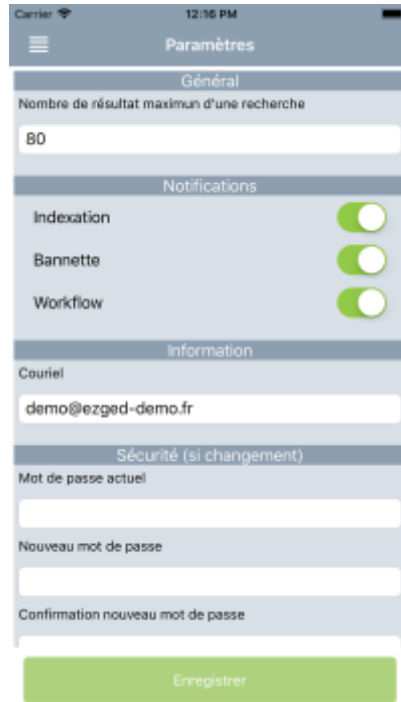 Carrier 12:16 PM
Paramètres
Général
Nombre de résultat maximun d'une recherche
80
Notifications
Indexation
Bannette
Workflow
Information
Couriel
demo@ezged-demo.fr
Sécurité (si changement)
Mot de passe actuel
Nouveau mot de passe
Confirmation nouveau mot de passe
Enregistrer